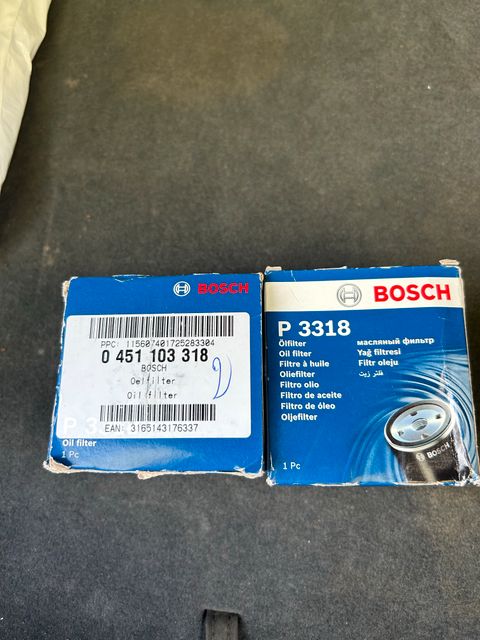 BOSCH
PPC: 115607401725283304
0 451 103 318
BOSCH
Oelfilter
Oil filter
EAN: 3165143176337
P 3
Oil filter
1 Pc
BOSCH
P 3318
Ölfilter
Oil filter
Filtre à huile
Oliefilter
Filtro olio
Filtro de aceite
Filtro de óleo
Oljefilter
масляный фильтр
Yağ filtresi
Filtr oleju
فلتر زيت
BOSCH
1 Pc